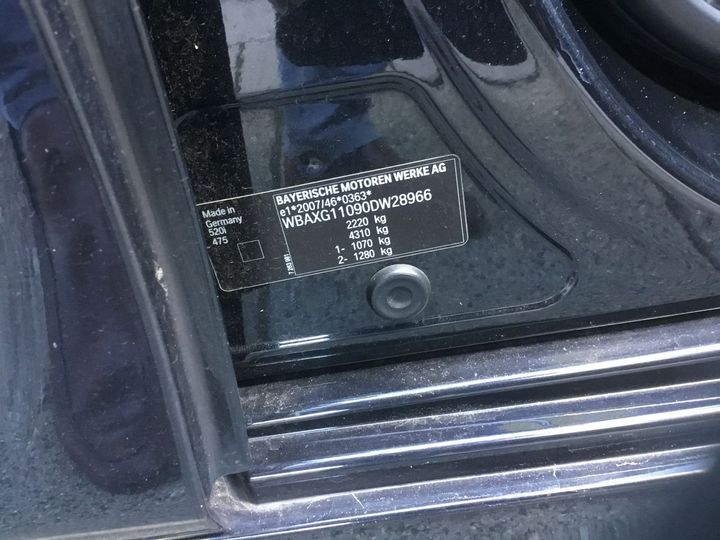 BAYERISCHE MOTOREN WERKE AG
e1*2007/46*0363*
WBAXG11090DW28966
2220 kg
4310 kg
1- 1070 kg
2- 1280 kg
Made in
Germany
520i
475